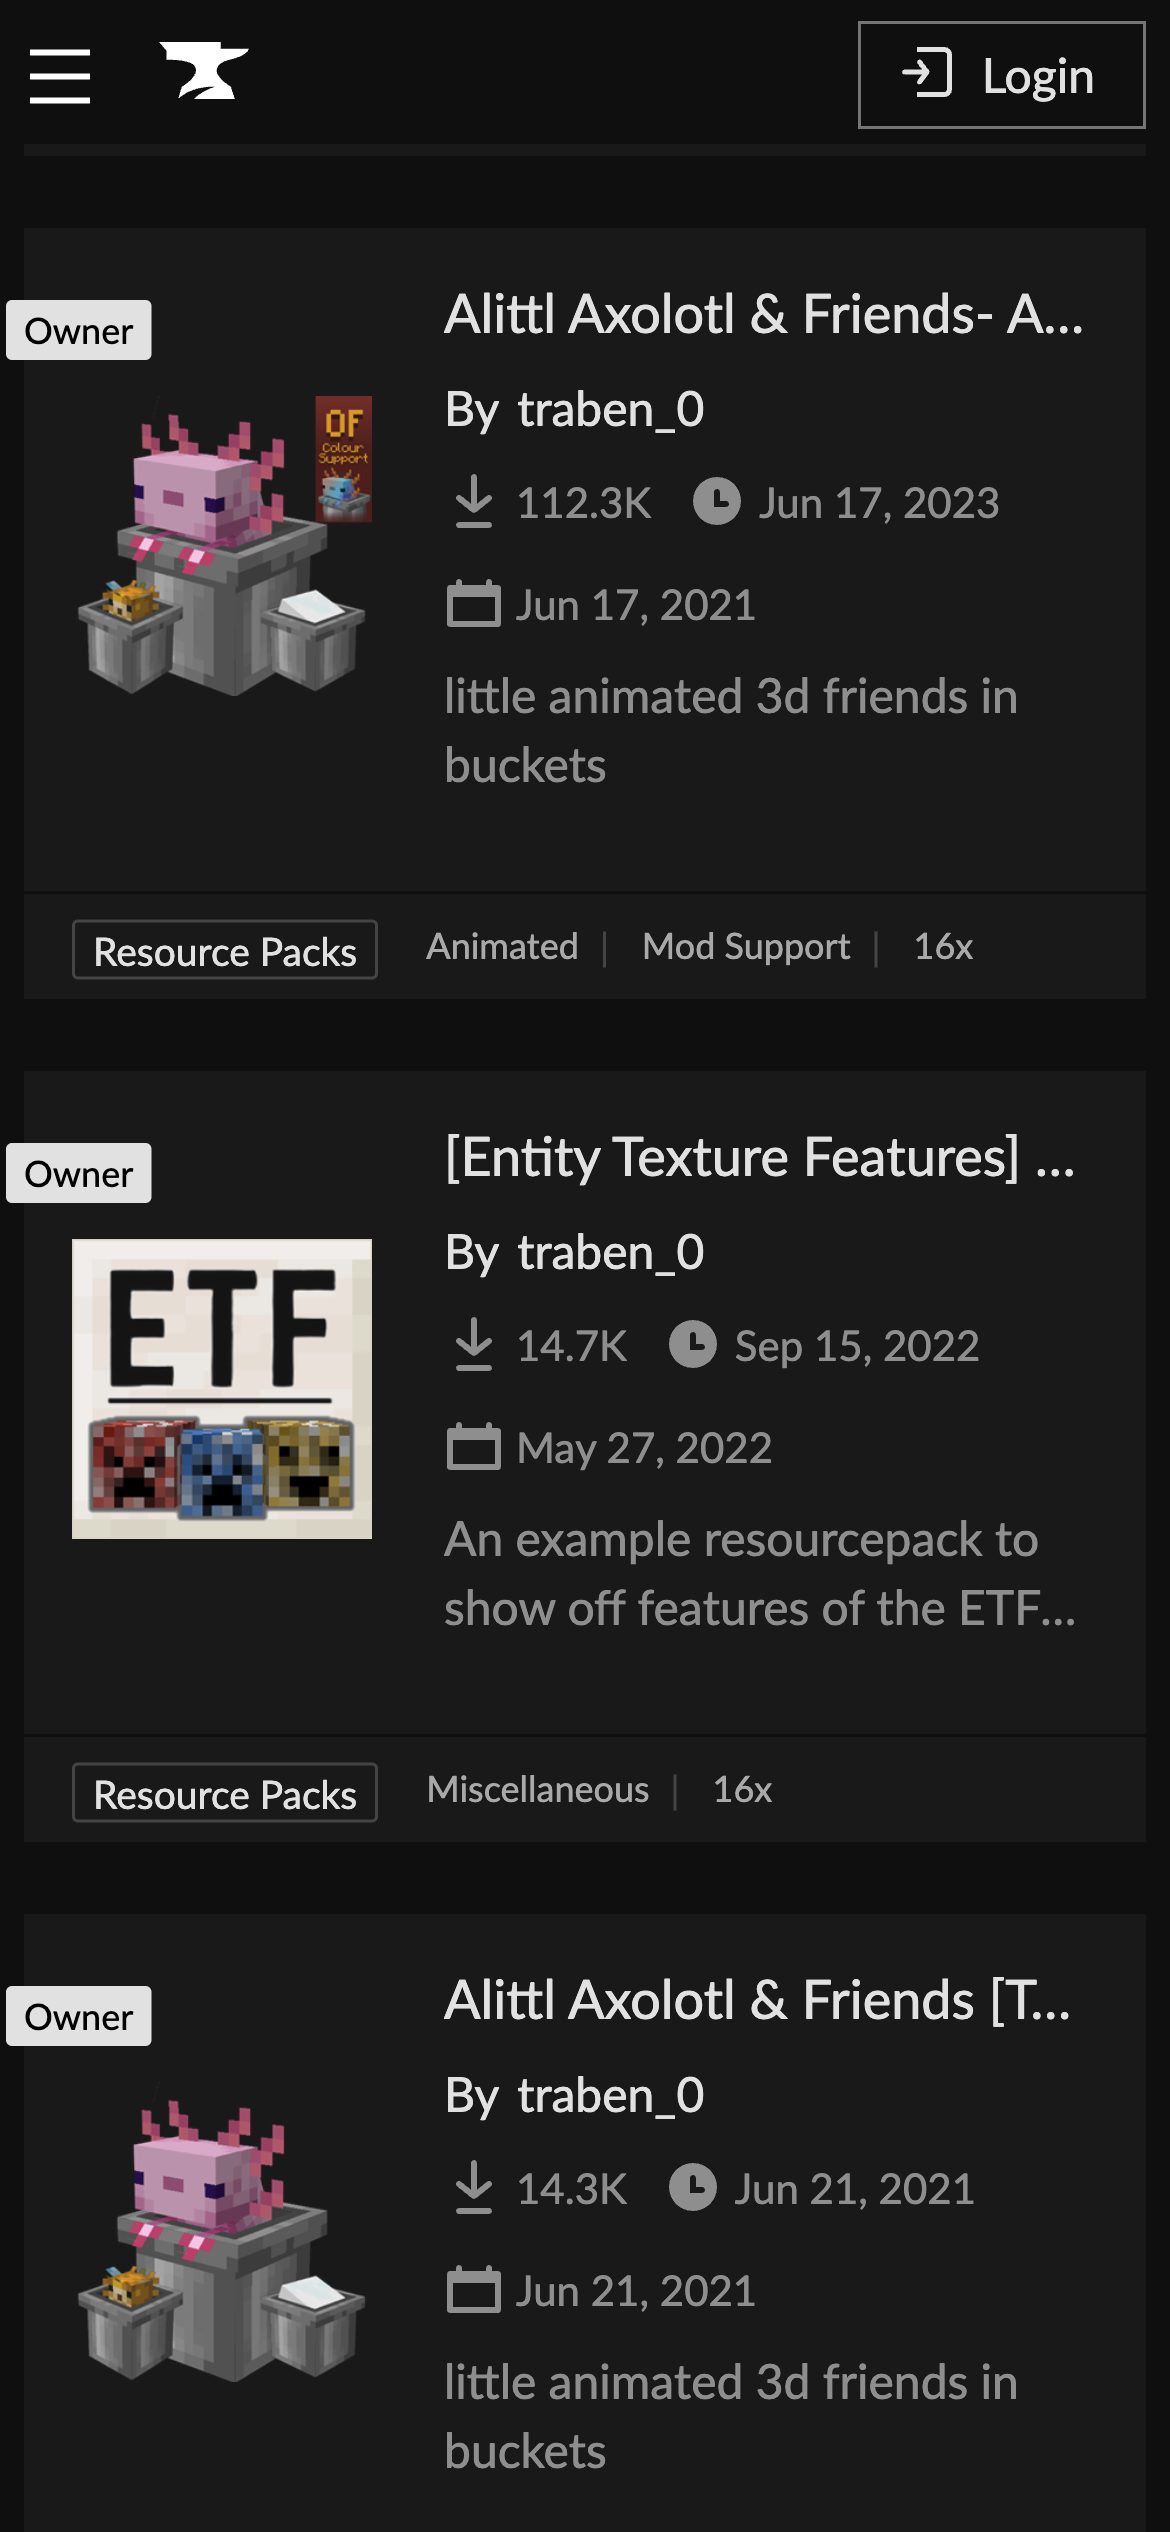 Login
Owner
Alittl Axolotl & Friends- A...
By traben_0
OF
Colour
Support
112.3K Jun 17, 2023
Jun 17, 2021
little animated 3d friends in
buckets
Resource Packs Animated | Mod Support | 16x
Owner
[Entity Texture Features] ...
By traben_0
ETF
14.7K Sep 15, 2022
May 27, 2022
An example resourcepack to
show off features of the ETF...
Resource Packs Miscellaneous | 16x
Owner
Alittl Axolotl & Friends [T...
By traben_0
14.3K Jun 21, 2021
Jun 21, 2021
little animated 3d friends in
buckets